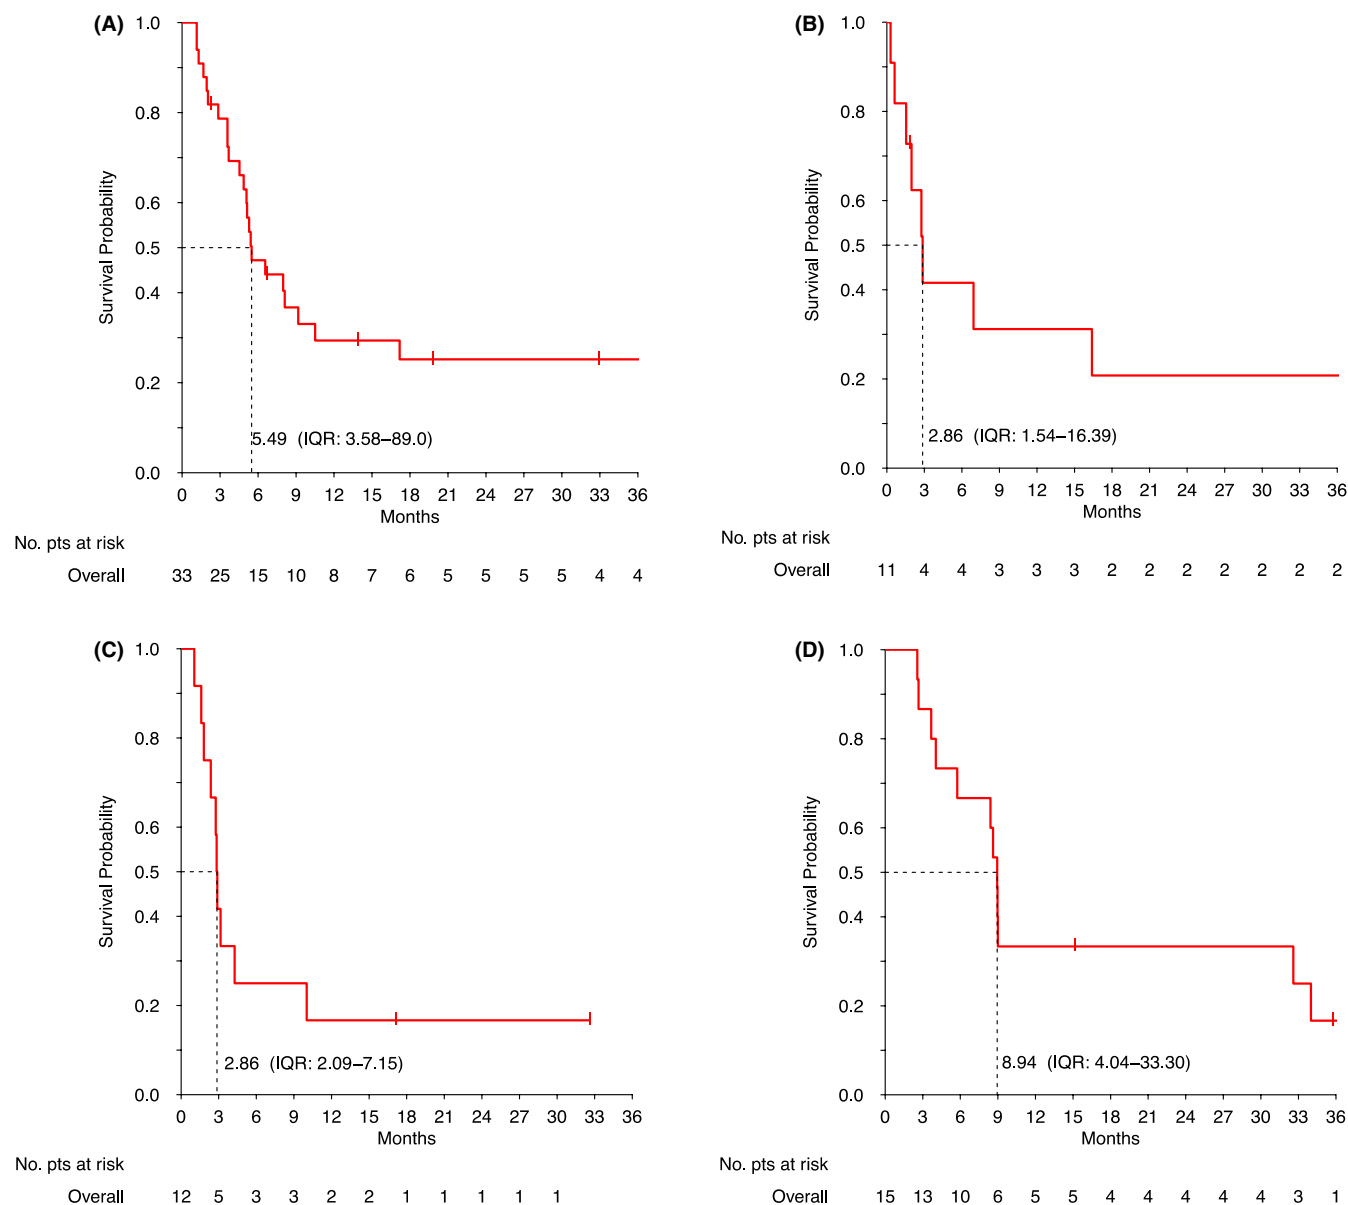 (A)
1.0
0.8
0.6
0.5
0.4
0.2
0.0
Survival Probability
5.49 (IQR: 3.58–89.0)
0 3 6 9 12 15 18 21 24 27 30 33 36
Months
No. pts at risk
Overall 33 25 15 10 8 7 6 5 5 5 5 4 4
(B)
1.0
0.8
0.6
0.5
0.4
0.2
0.0
Survival Probability
2.86 (IQR: 1.54–16.39)
0 3 6 9 12 15 18 21 24 27 30 33 36
Months
No. pts at risk
Overall 11 4 4 3 3 3 2 2 2 2 2 2 2
(C)
1.0
0.8
0.6
0.5
0.4
0.2
0.0
Survival Probability
2.86 (IQR: 2.09–7.15)
0 3 6 9 12 15 18 21 24 27 30 33 36
Months
No. pts at risk
Overall 12 5 3 3 2 2 1 1 1 1 1
(D)
1.0
0.8
0.6
0.5
0.4
0.2
0.0
Survival Probability
8.94 (IQR: 4.04–33.30)
0 3 6 9 12 15 18 21 24 27 30 33 36
Months
No. pts at risk
Overall 15 13 10 6 5 5 4 4 4 4 4 3 1